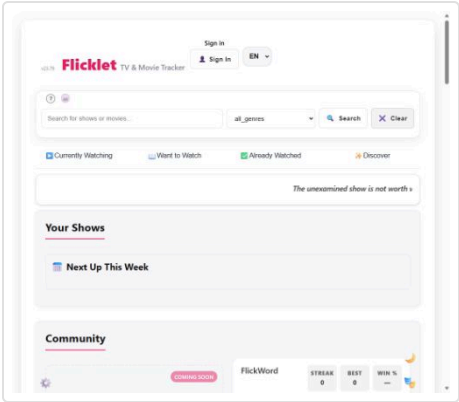 Sign in
Sign in
EN
Flicklet TV & Movie Tracker
Search for shows or movies...
all_genres
Search
Clear
Currently Watching
Want to Watch
Already Watched
Discover
The unexamined show is not worth
Your Shows
Next Up This Week
Community
COMING SOON
FlickWord
STREAK
BEST
WIN %
0
0
—